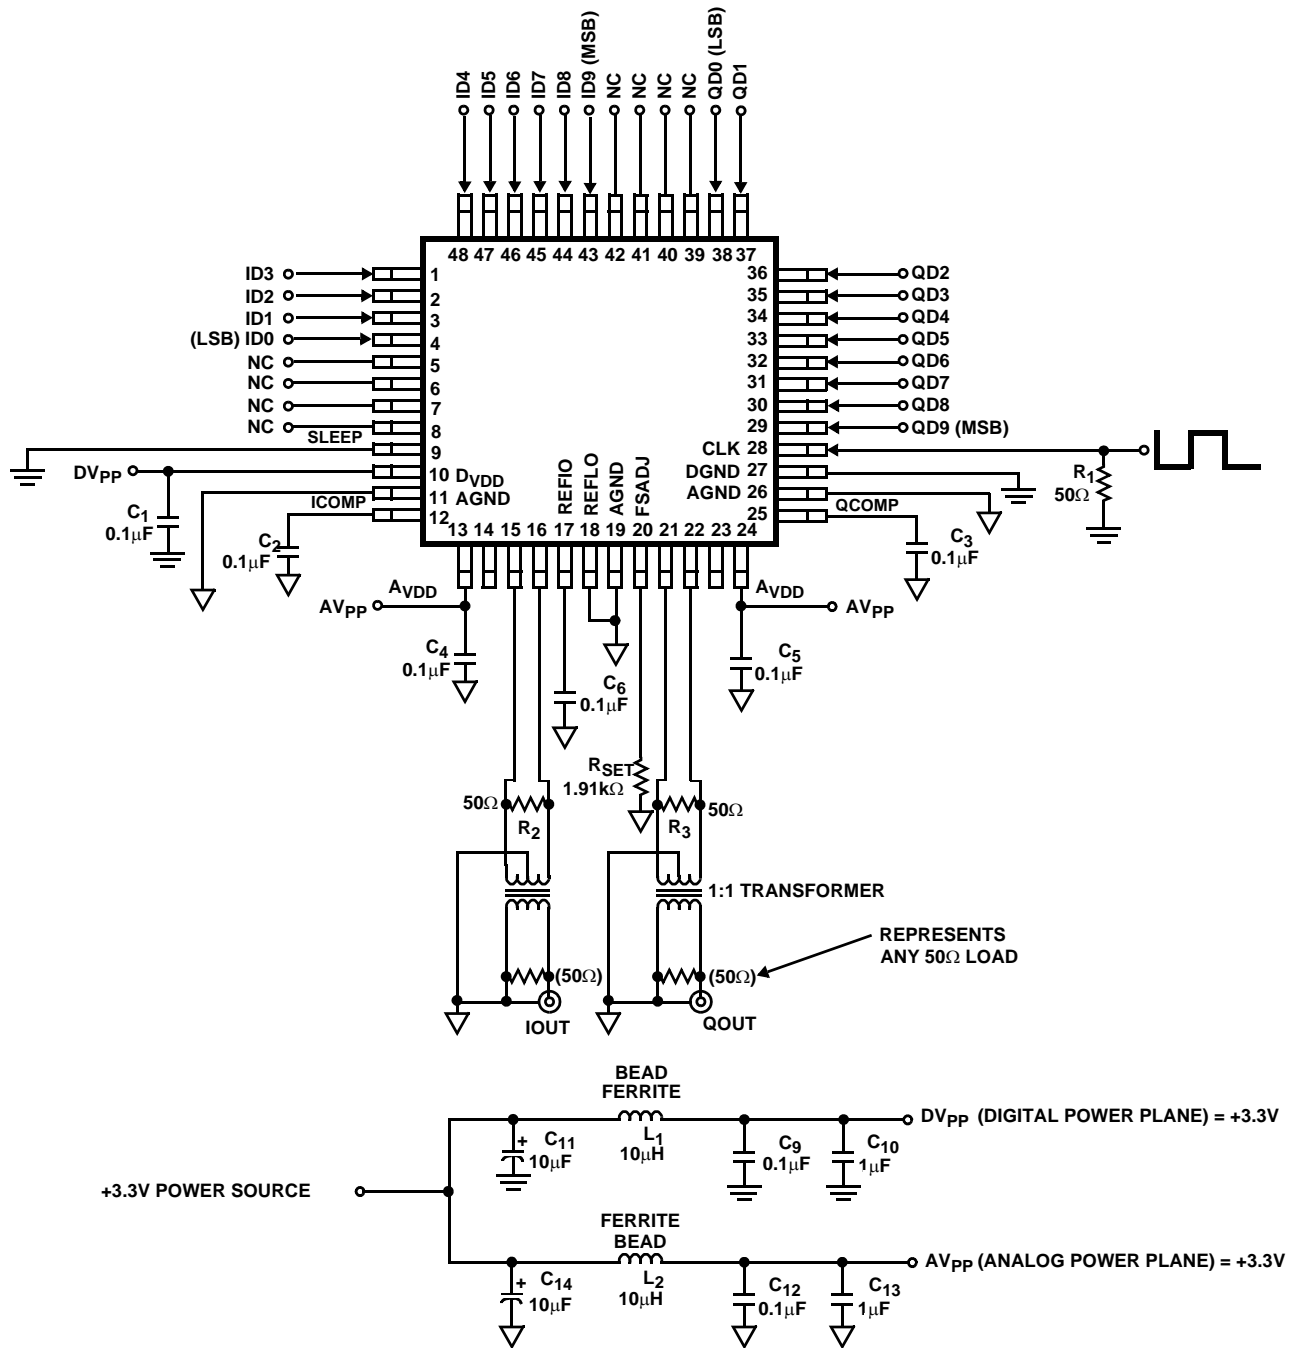 ID4
ID5
ID6
ID7
ID8
ID9 (MSB)
NC
NC
NC
NC
QD0 (LSB)
QD1
48 47 46 45 44 43 42 41 40 39 38 37
ID3
ID2
ID1
(LSB) ID0
NC
NC
NC
NC
SLEEP
1
2
3
4
5
6
7
8
9
10 DVDD
11 AGND
12
ICOMP
DVPP
C1
0.1µF
C2
0.1µF
36
35
34
33
32
31
30
29
CLK 28
DGND 27
AGND 26
25
QD2
QD3
QD4
QD5
QD6
QD7
QD8
QD9 (MSB)
R1
50Ω
QCOMP
C3
0.1µF
REFIO
REFLO
AGND
FSADJ
13 14 15 16 17 18 19 20 21 22 23 24
AVPP
AVDD
AVDD
AVPP
C4
0.1µF
C6
0.1µF
C5
0.1µF
RSET
1.91kΩ
50Ω
R2
R3
50Ω
1:1 TRANSFORMER
REPRESENTS
ANY 50Ω LOAD
(50Ω)
(50Ω)
IOUT
QOUT
BEAD
FERRITE
+
C11
10µF
L1
10µH
C9
0.1µF
C10
1µF
DVPP (DIGITAL POWER PLANE) = +3.3V
+3.3V POWER SOURCE
FERRITE
BEAD
+
C14
10µF
L2
10µH
C12
0.1µF
C13
1µF
AVPP (ANALOG POWER PLANE) = +3.3V